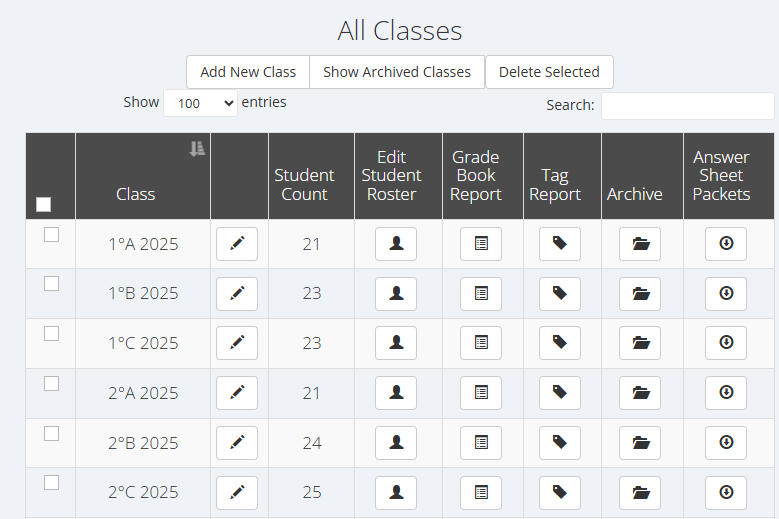 All Classes
Add New Class Show Archived Classes Delete Selected
Show 100 entries Search:
Class Student Count Edit Student Roster Grade Book Report Tag Report Archive Answer Sheet Packets
1°A 2025 21
1°B 2025 23
1°C 2025 23
2°A 2025 21
2°B 2025 24
2°C 2025 25